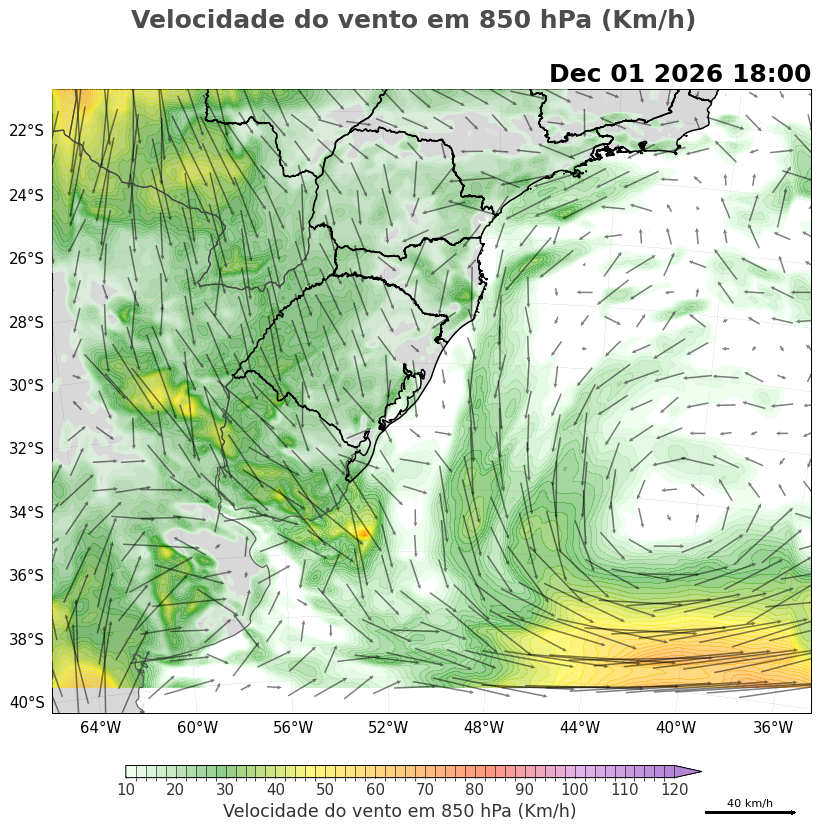 Velocidade do vento em 850 hPa (Km/h)
Dec 01 2026 18:00
22°S
24°S
26°S
28°S
30°S
32°S
34°S
36°S
38°S
40°S
64°W 60°W 56°W 52°W 48°W 44°W 40°W 36°W
10 20 30 40 50 60 70 80 90 100 110 120
Velocidade do vento em 850 hPa (Km/h)
40 km/h